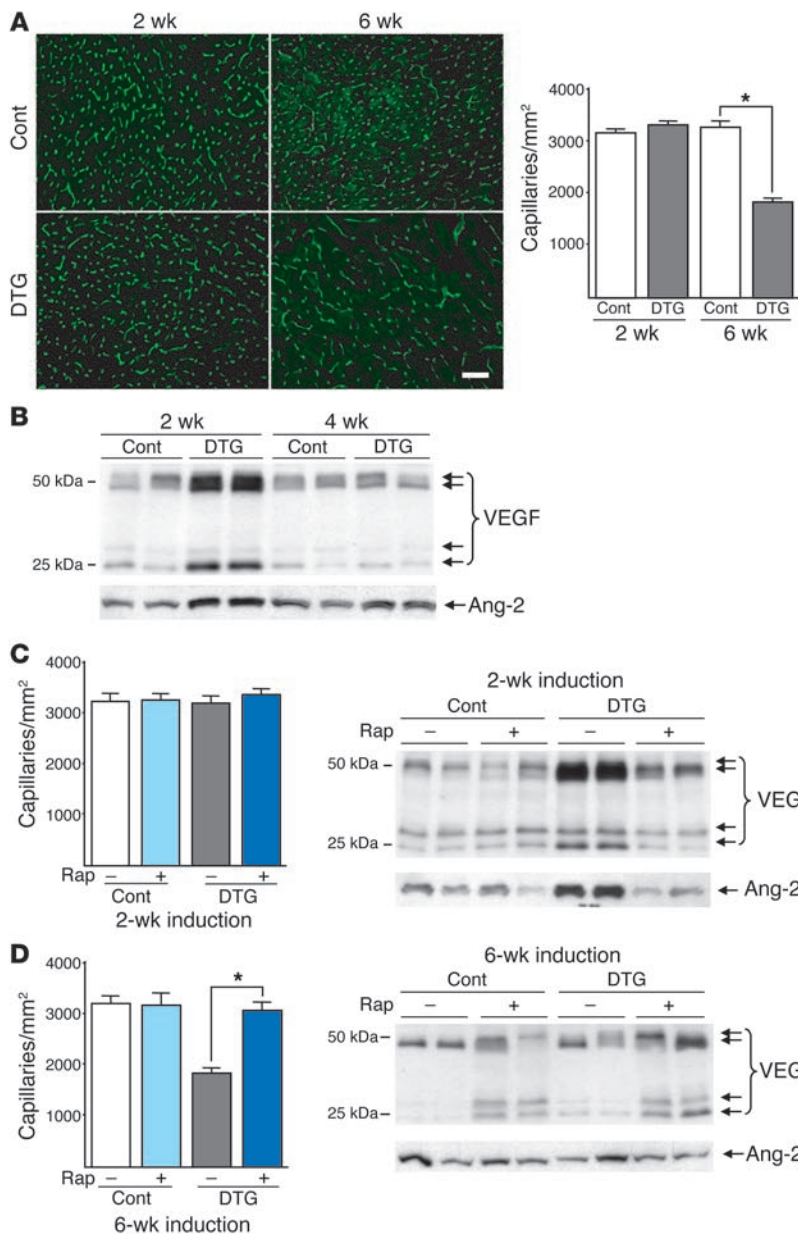 A
2 wk 6 wk
Cont
DTG
Capillaries/mm²
4000
3000
2000
1000
*
Cont DTG Cont DTG
2 wk 6 wk
B
2 wk 4 wk
Cont DTG Cont DTG
50 kDa –
25 kDa –
VEGF
Ang-2
C
Capillaries/mm²
4000
3000
2000
1000
Rap – + – +
Cont DTG
2-wk induction
2-wk induction
Cont DTG
Rap – + – +
50 kDa –
25 kDa –
VEG
Ang-2
D
Capillaries/mm²
4000
3000
2000
1000
*
Rap – + – +
Cont DTG
6-wk induction
6-wk induction
Cont DTG
Rap – + – +
50 kDa –
25 kDa –
VEG
Ang-2